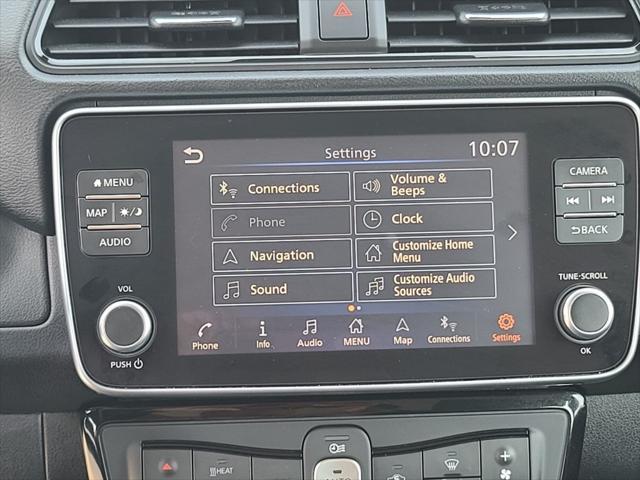 Settings 10:07
Connections Volume & Beeps
Phone Clock
Navigation Customize Home Menu
Sound Customize Audio Sources
Phone Info Audio MENU Map Connections Settings
MENU
MAP
AUDIO
VOL
PUSH
CAMERA
BACK
TUNE·SCROLL
OK
HEAT
AUTO